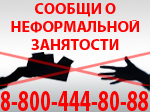 СООБЩИ О
НЕФОРМАЛЬНОЙ
ЗАНЯТОСТИ
8-800-444-80-88